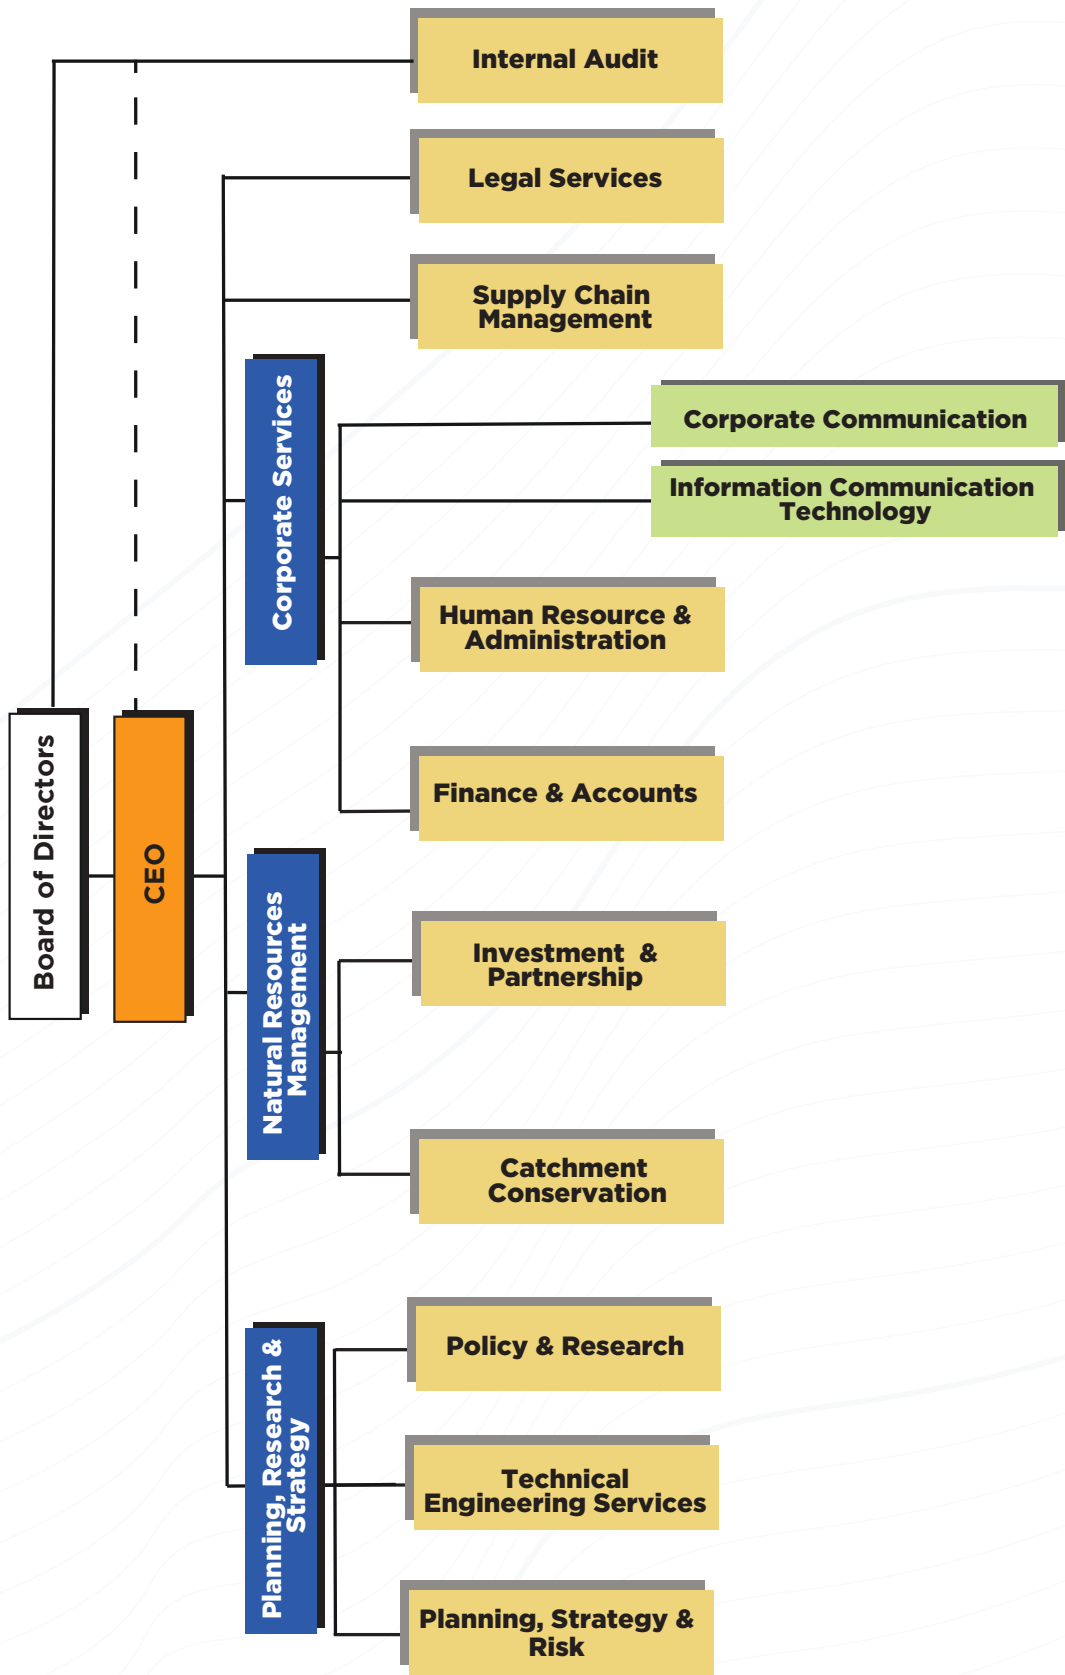 Internal Audit
Legal Services
Supply Chain
Management
Corporate Services
Corporate Communication
Information Communication
Technology
Human Resource &
Administration
Finance & Accounts
Board of Directors
CEO
Natural Resources
Management
Investment &
Partnership
Catchment
Conservation
Planning, Research &
Strategy
Policy & Research
Technical
Engineering Services
Planning, Strategy &
Risk